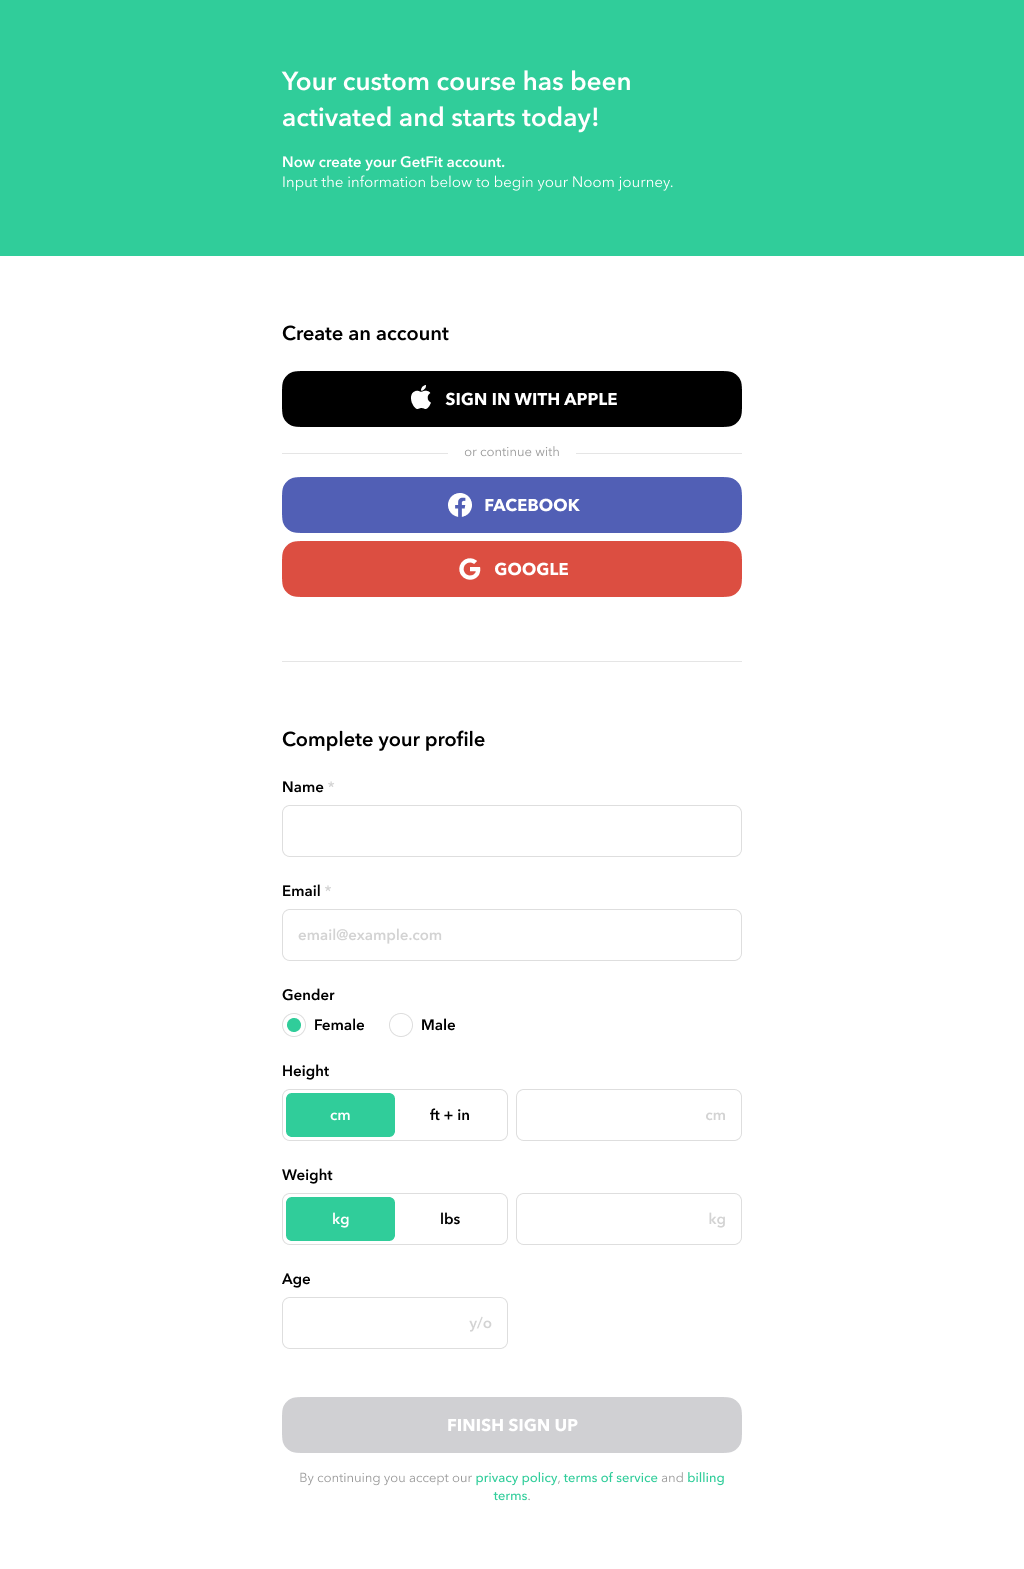 Your custom course has been
activated and starts today!
Now create your GetFit account.
Input the information below to begin your Noom journey.
Create an account
SIGN IN WITH APPLE
or continue with
FACEBOOK
GOOGLE
Complete your profile
Name *
Email *
email@example.com
Gender
Female Male
Height
cm ft + in cm
Weight
kg lbs kg
Age
y/o
FINISH SIGN UP
By continuing you accept our privacy policy, terms of service and billing
terms.